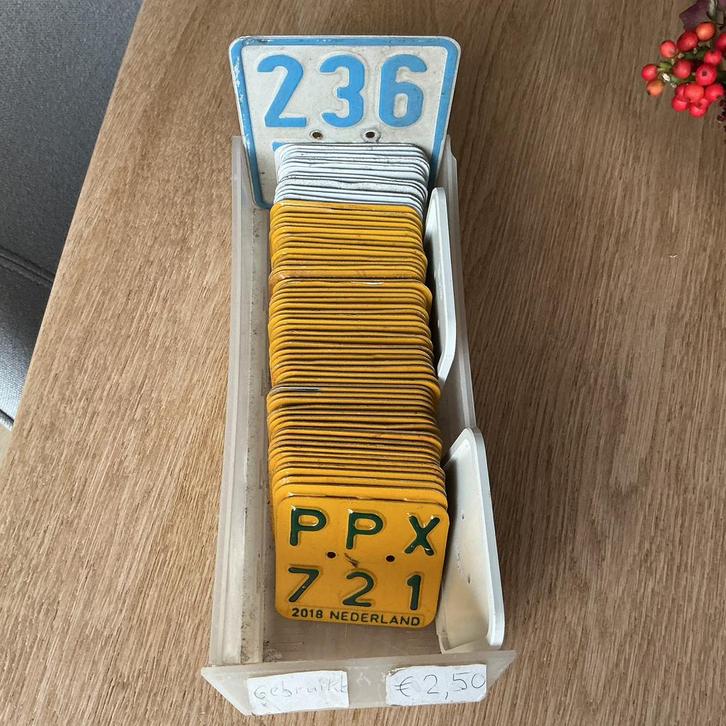 236
PPX
721
2018 NEDERLAND
Gebruikt
€ 2,50